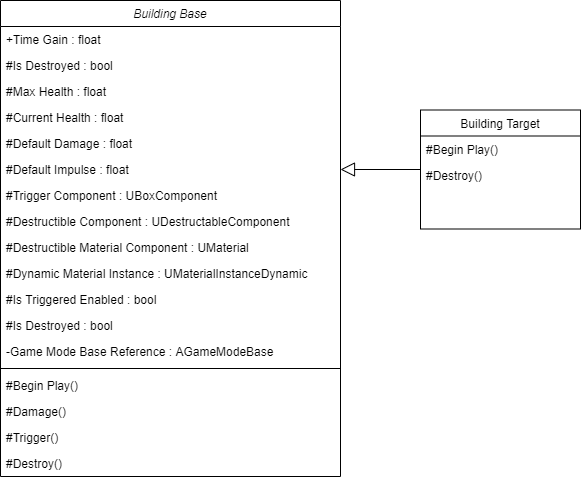 Building Base
+Time Gain : float
#Is Destroyed : bool
#Max Health : float
#Current Health : float
#Default Damage : float
#Default Impulse : float
#Trigger Component : UBoxComponent
#Destructible Component : UDestructableComponent
#Destructible Material Component : UMaterial
#Dynamic Material Instance : UMaterialInstanceDynamic
#Is Triggered Enabled : bool
#Is Destroyed : bool
-Game Mode Base Reference : AGameModeBase
#Begin Play()
#Damage()
#Trigger()
#Destroy()
Building Target
#Begin Play()
#Destroy()